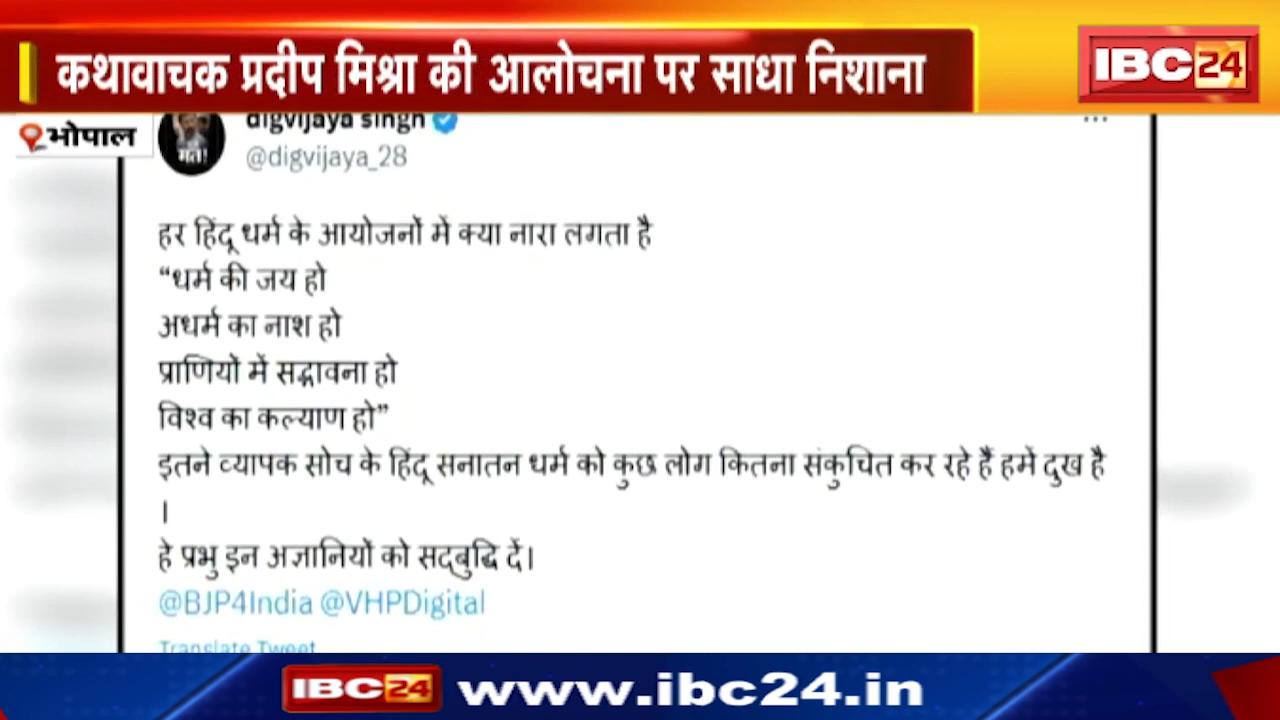 कथावाचक प्रदीप मिश्रा की आलोचना पर साधा निशाना
IBC24
भोपाल
digvijaya singh
मत!
@digvijaya_28
हर हिंदू धर्म के आयोजनों में क्या नारा लगता है
“धर्म की जय हो
अधर्म का नाश हो
प्राणियों में सद्भावना हो
विश्व का कल्याण हो”
इतने व्यापक सोच के हिंदू सनातन धर्म को कुछ लोग कितना संकुचित कर रहे हैं हमें दुख है
।
हे प्रभु इन अज्ञानियों को सद्बुद्धि दें।
@BJP4India @VHPDigital
Translate Tweet
IBC24 www.ibc24.in